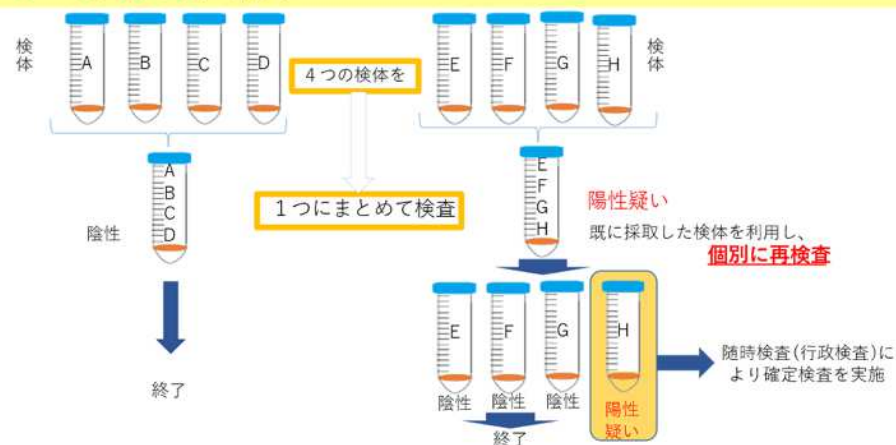 検体
A
B
C
D
4つの検体を
E
F
G
H
検体
A
B
C
D
陰性
1つにまとめて検査
E
F
G
H
陽性疑い
既に採取した検体を利用し、
個別に再検査
終了
E
F
G
H
陰性
陰性
陰性
陽性
疑い
終了
随時検査(行政検査)に
より確定検査を実施